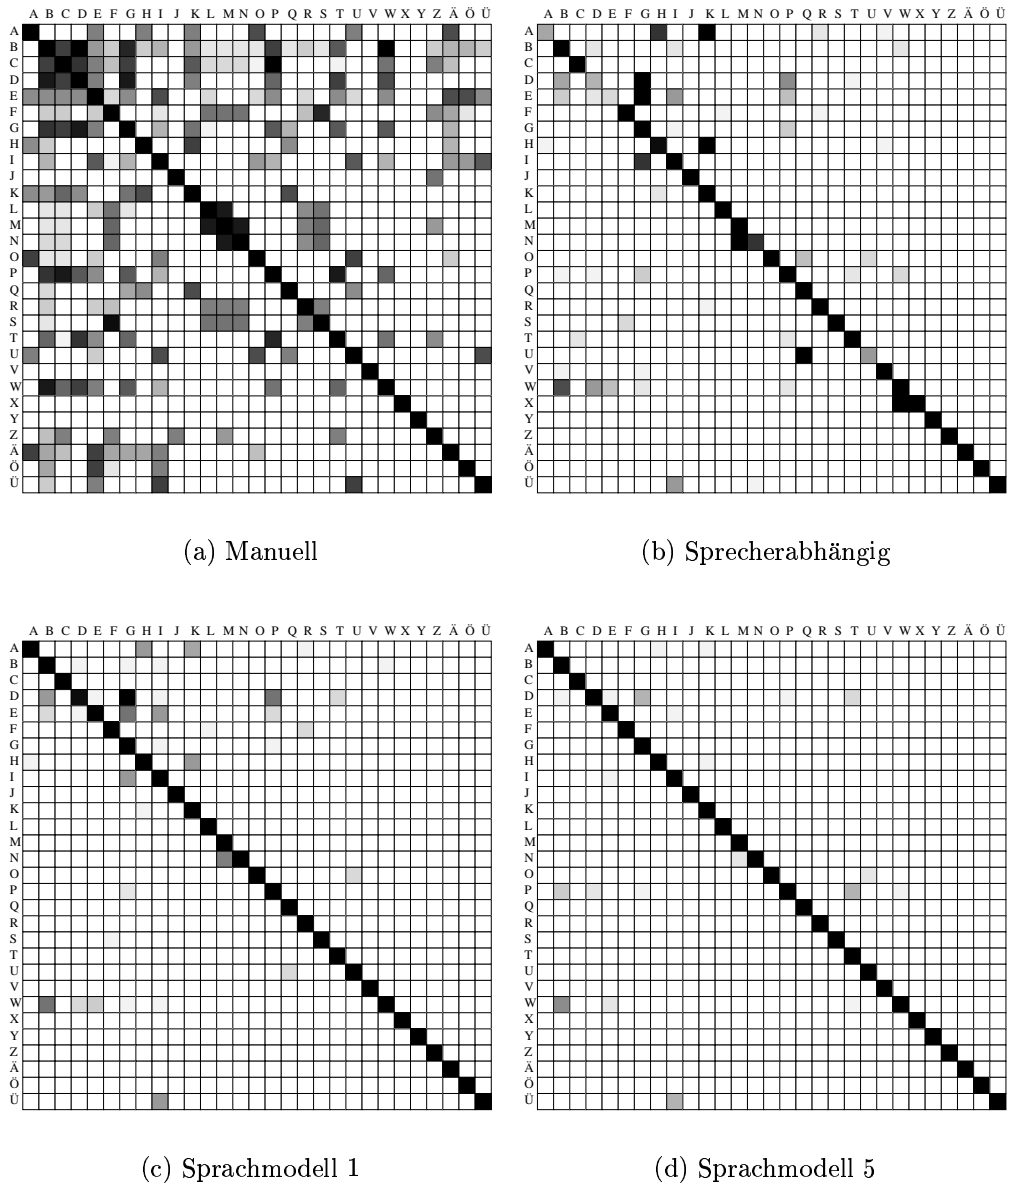 A B C D E F G H I J K L M N O P Q R S T U V W X Y Z Ä Ö Ü
A
B
C
D
E
F
G
H
I
J
K
L
M
N
O
P
Q
R
S
T
U
V
W
X
Y
Z
Ä
Ö
Ü
(a) Manuell
A B C D E F G H I J K L M N O P Q R S T U V W X Y Z Ä Ö Ü
A
B
C
D
E
F
G
H
I
J
K
L
M
N
O
P
Q
R
S
T
U
V
W
X
Y
Z
Ä
Ö
Ü
(b) Sprecherabhängig
A B C D E F G H I J K L M N O P Q R S T U V W X Y Z Ä Ö Ü
A
B
C
D
E
F
G
H
I
J
K
L
M
N
O
P
Q
R
S
T
U
V
W
X
Y
Z
Ä
Ö
Ü
(c) Sprachmodell 1
A B C D E F G H I J K L M N O P Q R S T U V W X Y Z Ä Ö Ü
A
B
C
D
E
F
G
H
I
J
K
L
M
N
O
P
Q
R
S
T
U
V
W
X
Y
Z
Ä
Ö
Ü
(d) Sprachmodell 5